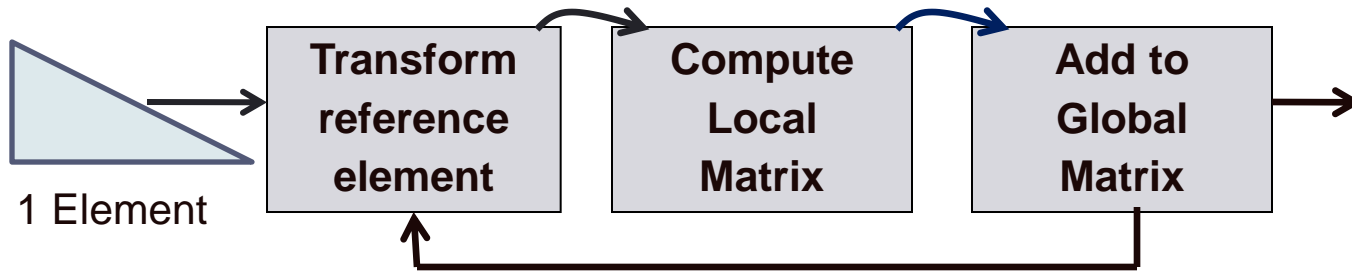 1 Element
Transform
reference
element
Compute
Local
Matrix
Add to
Global
Matrix